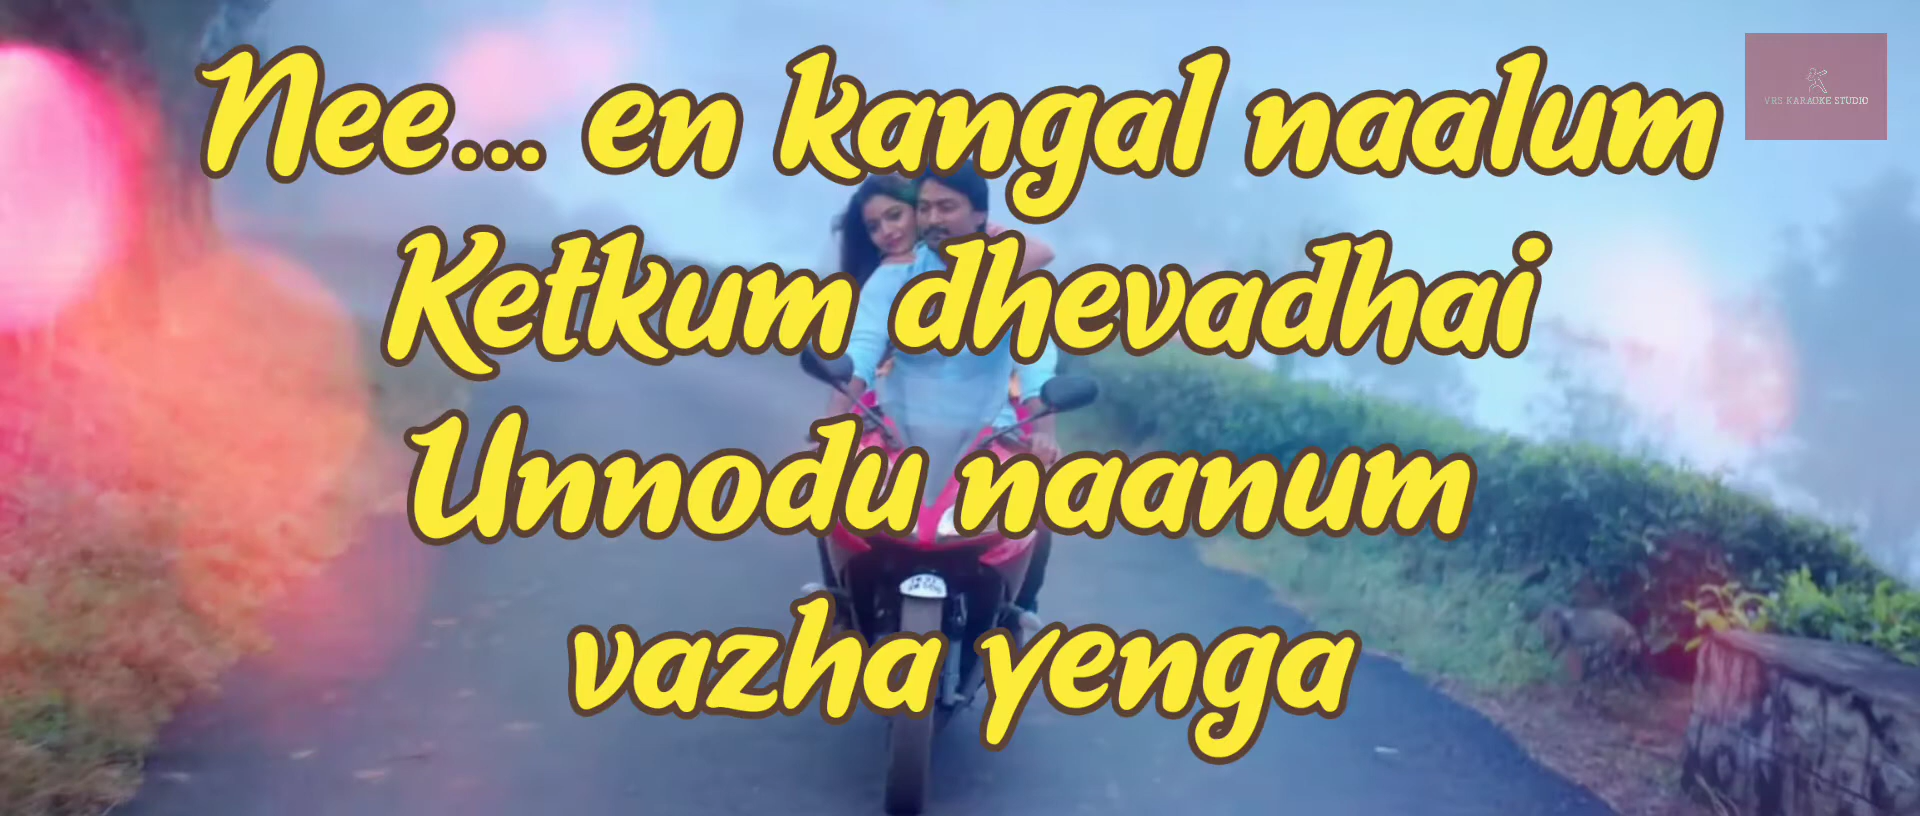 Nee... en kangal naalum
VBS KARAOKE STUDIO
Ketkum dhevadhai
Unnodu naanum
vazha yenga